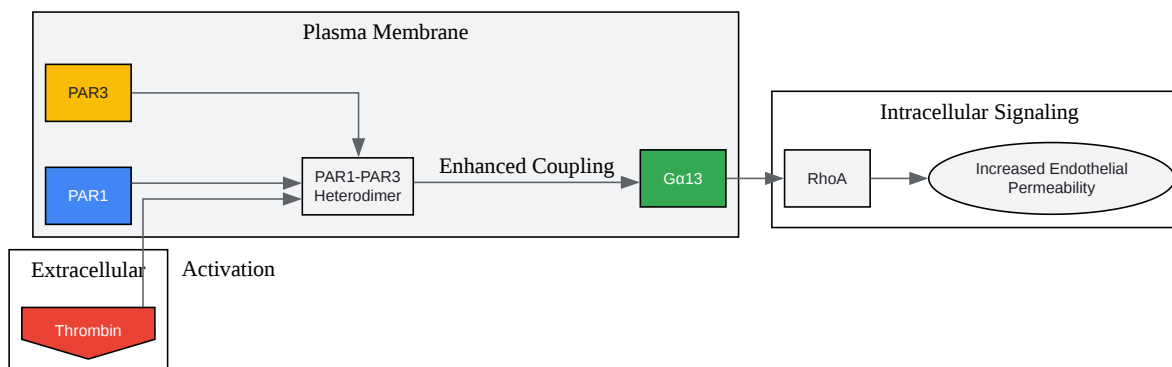 Plasma Membrane
PAR3
Intracellular Signaling
Enhanced Coupling
PAR1-PAR3
Heterodimer
PAR1
Gα13
RhoA
Increased Endothelial
Permeability
Extracellular
Activation
Thrombin